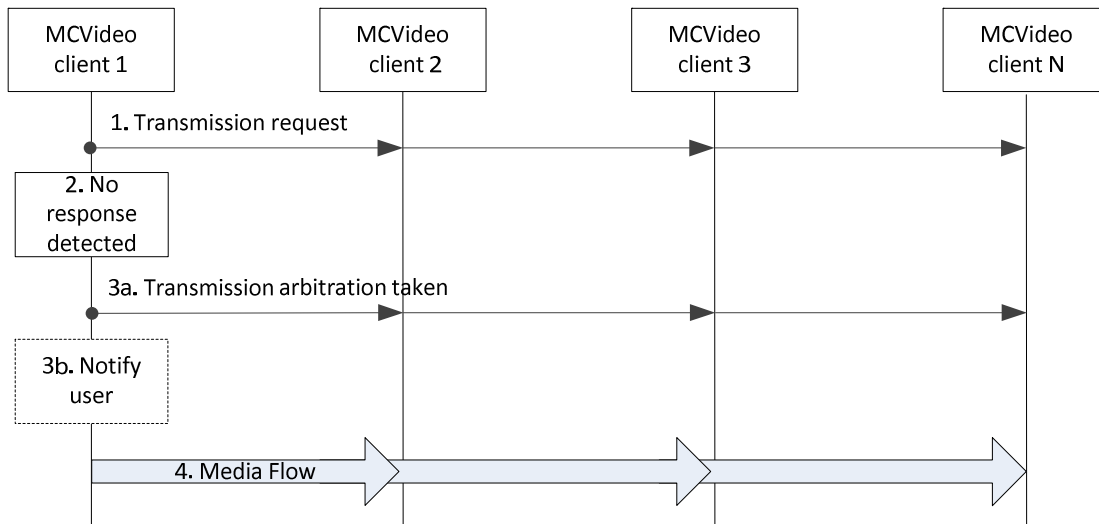 MCVideo
client 1
MCVideo
client 2
MCVideo
client 3
MCVideo
client N
1. Transmission request
2. No
response
detected
3a. Transmission arbitration taken
3b. Notify
user
4. Media Flow